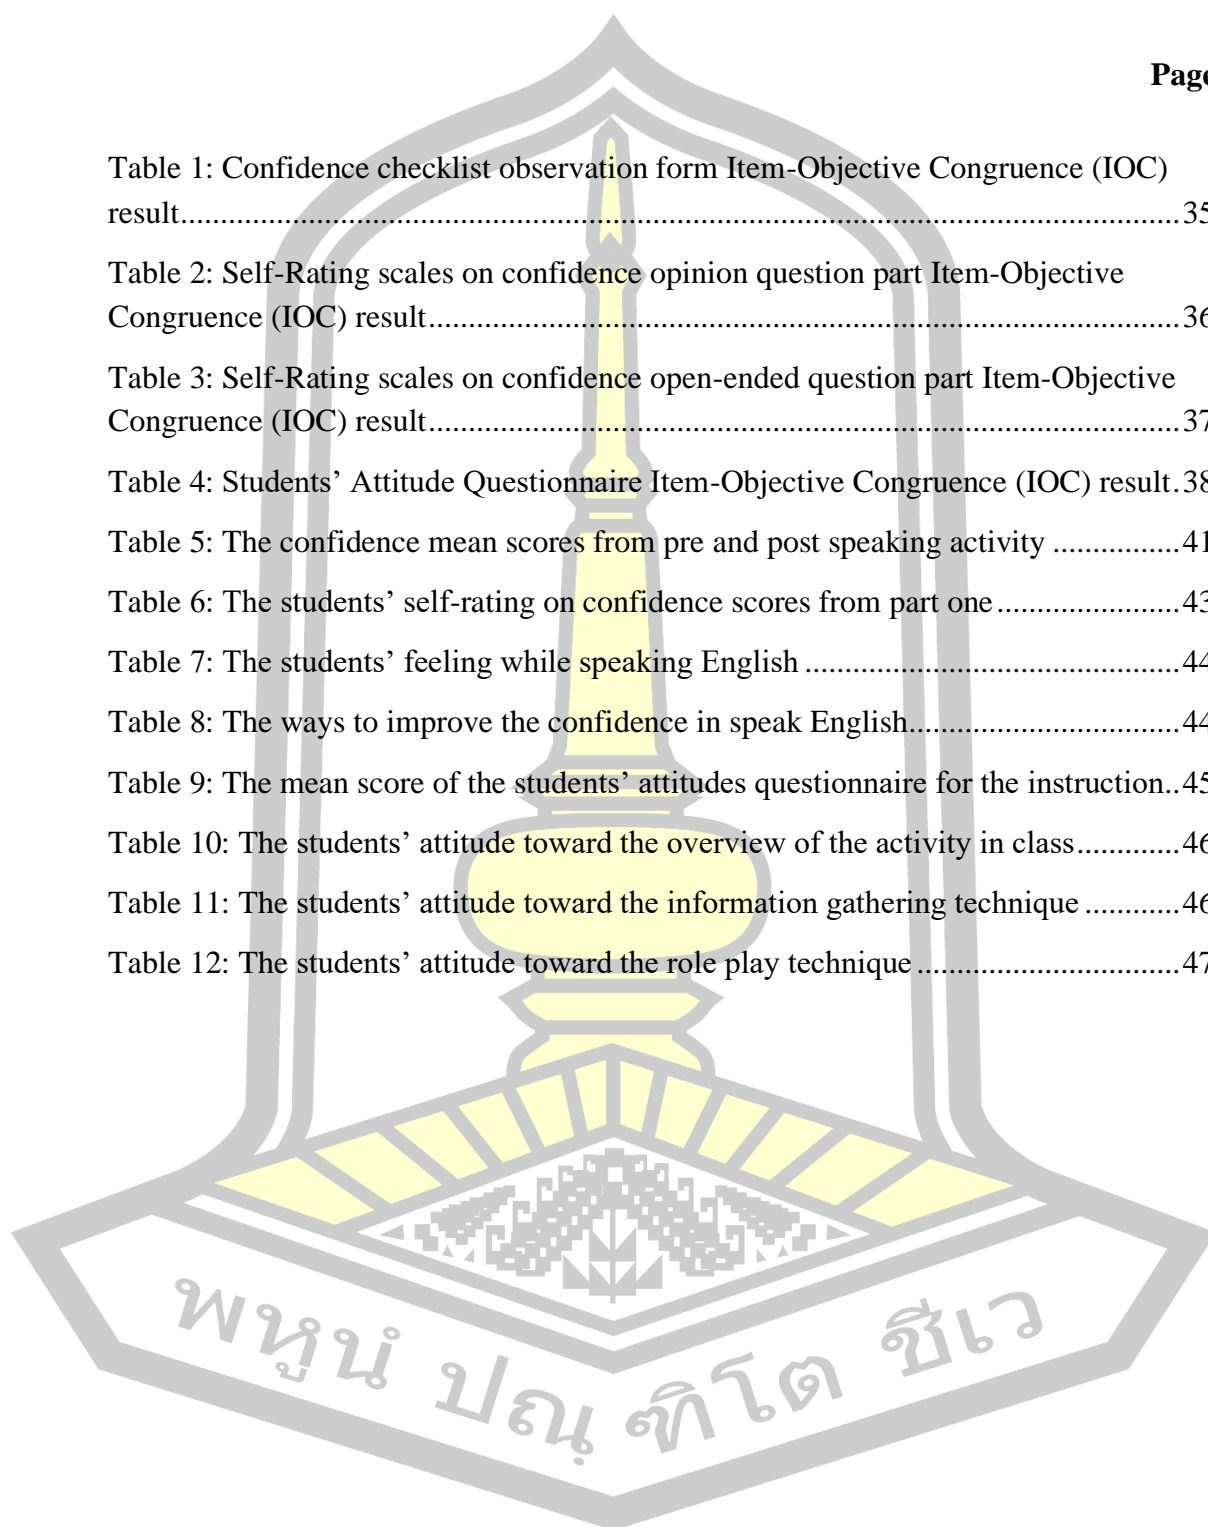 Page
Table 1: Confidence checklist observation form Item-Objective Congruence (IOC)
result............................................................................................................................35
Table 2: Self-Rating scales on confidence opinion question part Item-Objective
Congruence (IOC) result.............................................................................................36
Table 3: Self-Rating scales on confidence open-ended question part Item-Objective
Congruence (IOC) result.............................................................................................37
Table 4: Students’ Attitude Questionnaire Item-Objective Congruence (IOC) result.38
Table 5: The confidence mean scores from pre and post speaking activity ................41
Table 6: The students’ self-rating on confidence scores from part one.......................43
Table 7: The students’ feeling while speaking English ...............................................44
Table 8: The ways to improve the confidence in speak English..................................44
Table 9: The mean score of the students’ attitudes questionnaire for the instruction..45
Table 10: The students’ attitude toward the overview of the activity in class.............46
Table 11: The students’ attitude toward the information gathering technique ............46
Table 12: The students’ attitude toward the role play technique .................................47
พหูนํ ปณฺฑิโต ชีเว